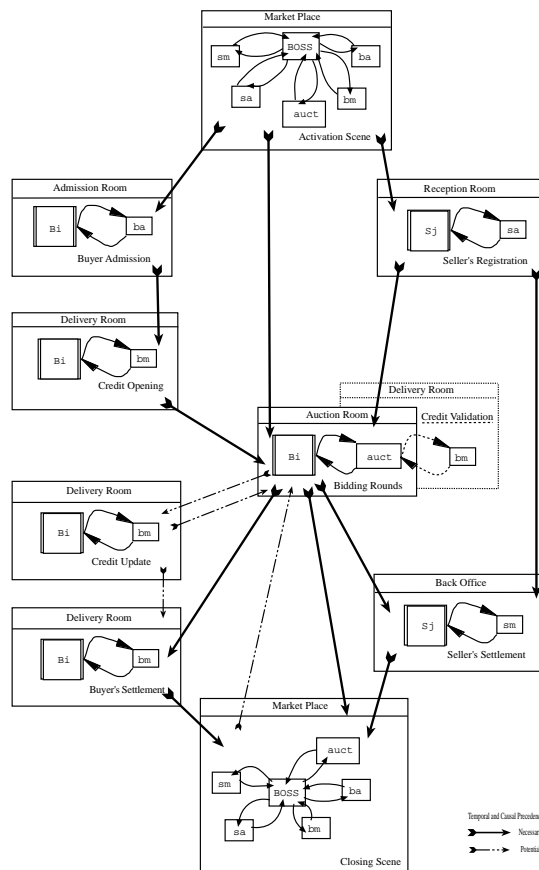 Market Place
BOSS
sm
ba
sa
auct
bm
Activation Scene
Admission Room
Bi
ba
Buyer Admission
Reception Room
Sj
sa
Seller's Registration
Delivery Room
Bi
bm
Credit Opening
Delivery Room
Credit Validation
bm
Auction Room
Bi
auct
Bidding Rounds
Delivery Room
Bi
bm
Credit Update
Back Office
Sj
sm
Seller's Settlement
Delivery Room
Bi
bm
Buyer's Settlement
Market Place
auct
sm
BOSS
ba
sa
bm
Closing Scene
Temporal and Causal Precedena
Necessar
Potentia